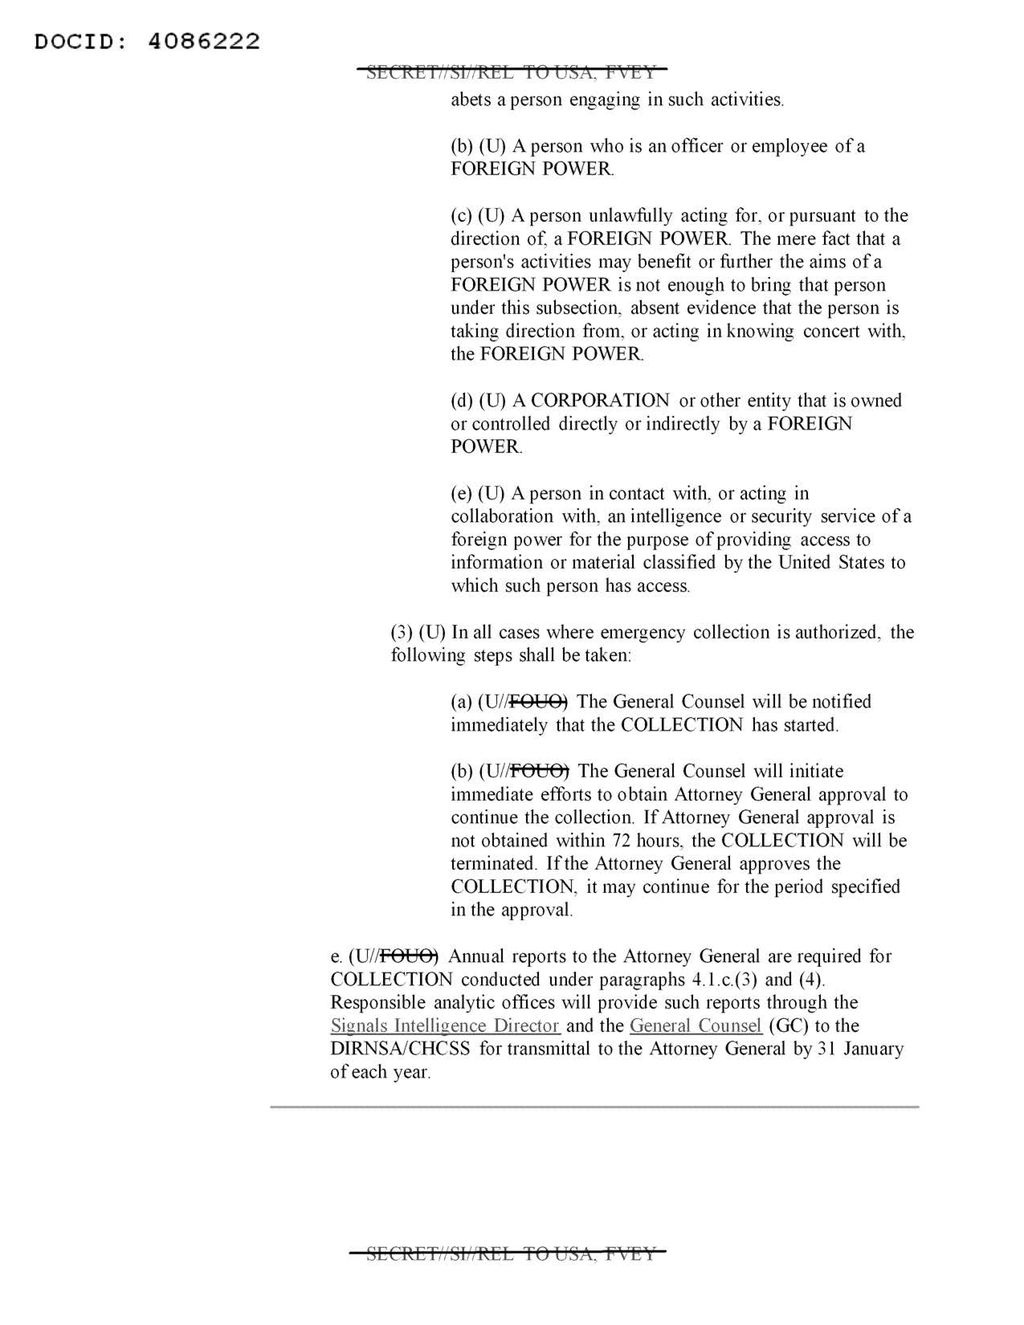 DOCID: 4086222
SECRET//SI//REL TO USA, FVEY
abets a person engaging in such activities.
(b) (U) A person who is an officer or employee of a
FOREIGN POWER.
(c) (U) A person unlawfully acting for, or pursuant to the
direction of, a FOREIGN POWER. The mere fact that a
person's activities may benefit or further the aims of a
FOREIGN POWER is not enough to bring that person
under this subsection, absent evidence that the person is
taking direction from, or acting in knowing concert with,
the FOREIGN POWER.
(d) (U) A CORPORATION or other entity that is owned
or controlled directly or indirectly by a FOREIGN
POWER.
(e) (U) A person in contact with, or acting in
collaboration with, an intelligence or security service of a
foreign power for the purpose of providing access to
information or material classified by the United States to
which such person has access.
(3) (U) In all cases where emergency collection is authorized, the
following steps shall be taken:
(a) (U//FOUO) The General Counsel will be notified
immediately that the COLLECTION has started.
(b) (U//FOUO) The General Counsel will initiate
immediate efforts to obtain Attorney General approval to
continue the collection. If Attorney General approval is
not obtained within 72 hours, the COLLECTION will be
terminated. If the Attorney General approves the
COLLECTION, it may continue for the period specified
in the approval.
e. (U//FOUO) Annual reports to the Attorney General are required for
COLLECTION conducted under paragraphs 4.1.c.(3) and (4).
Responsible analytic offices will provide such reports through the
Signals Intelligence Director and the General Counsel (GC) to the
DIRNSA/CHCSS for transmittal to the Attorney General by 31 January
of each year.
SECRET//SI//REL TO USA, FVEY